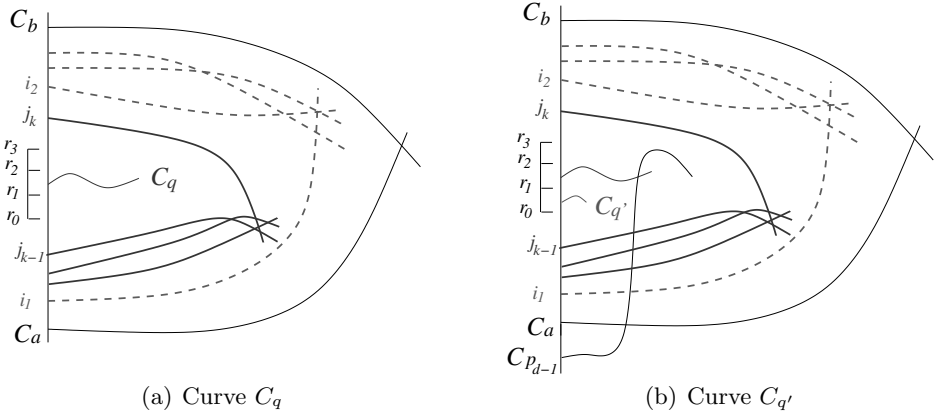 C_b
i_2
j_k
r_3
r_2
r_1
r_0
C_q
j_{k-1}
i_1
C_a
(a) Curve C_q
C_b
i_2
j_k
r_3
r_2
r_1
r_0
C_{q'}
j_{k-1}
i_1
C_a
C_{p_{d-1}}
(b) Curve C_{q'}